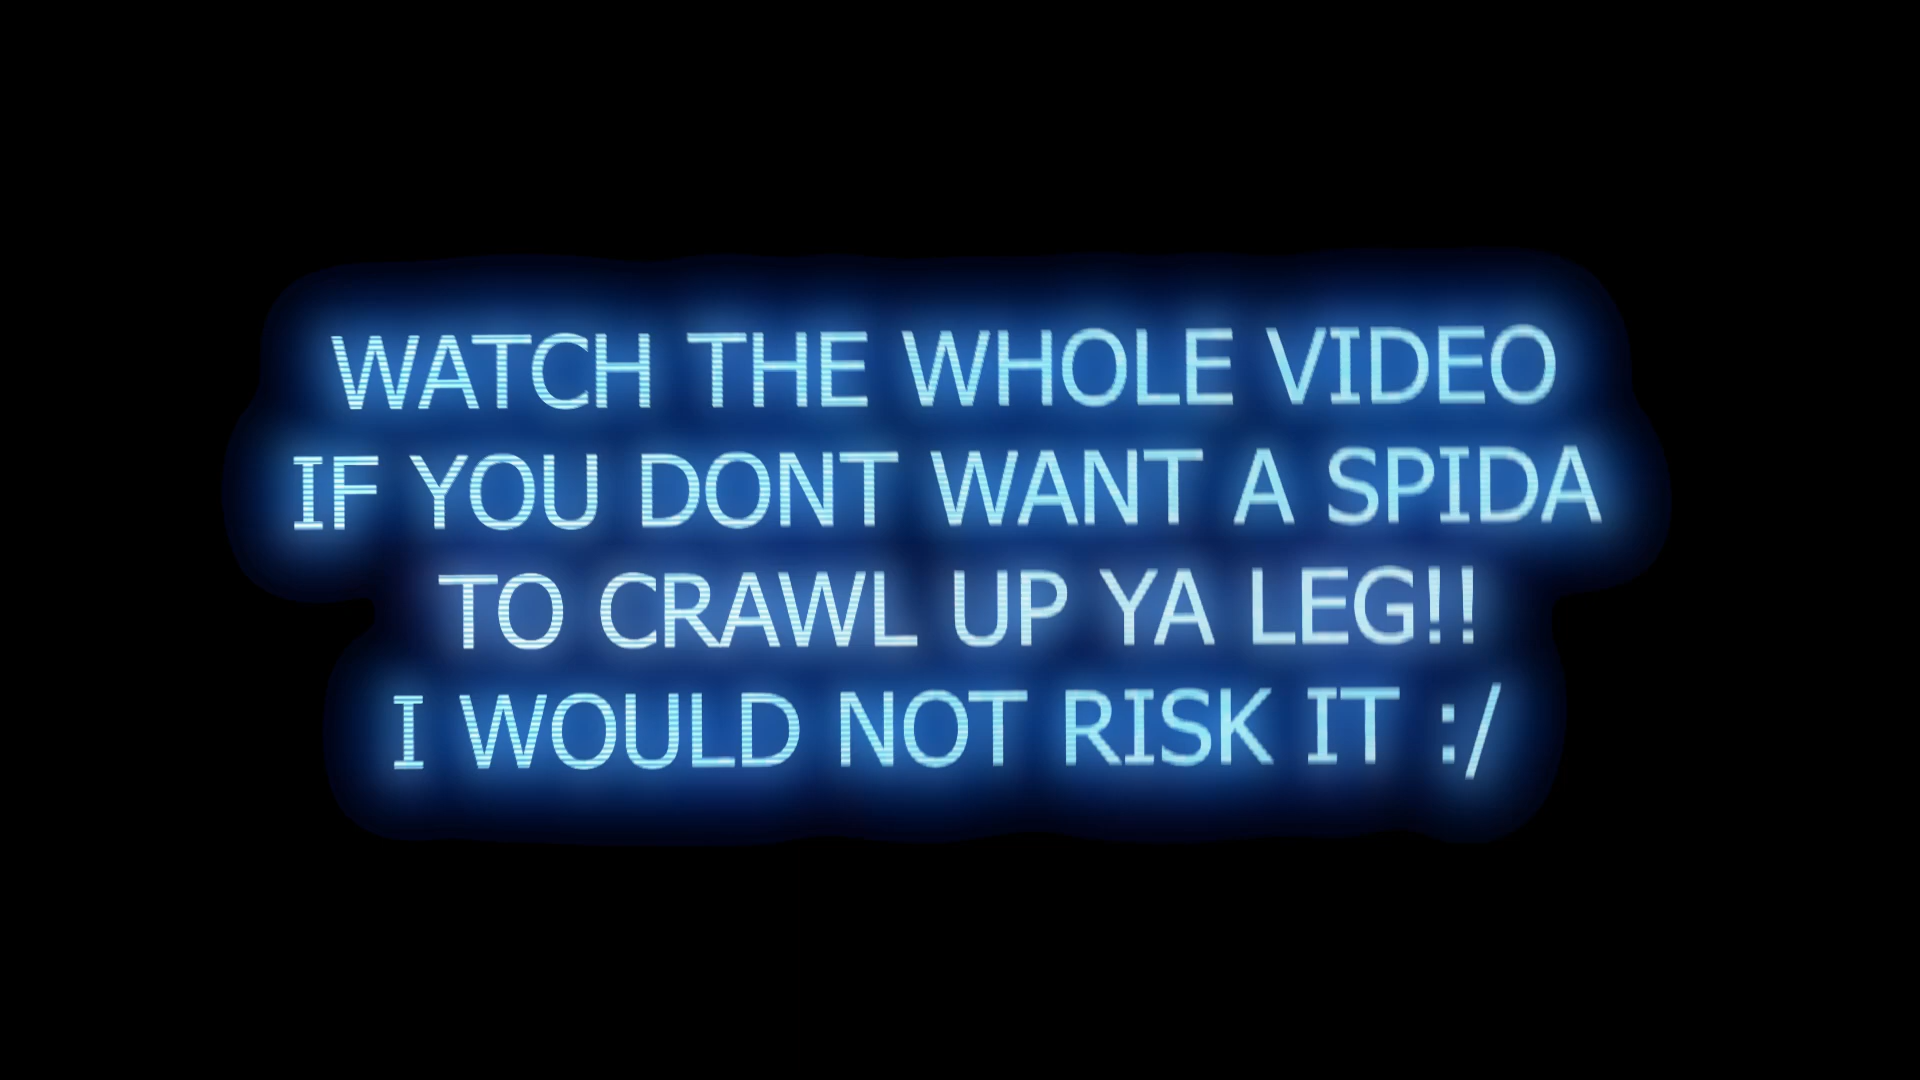 WATCH THE WHOLE VIDEO
IF YOU DONT WANT A SPIDA
TO CRAWL UP YA LEG!!
I WOULD NOT RISK IT :/